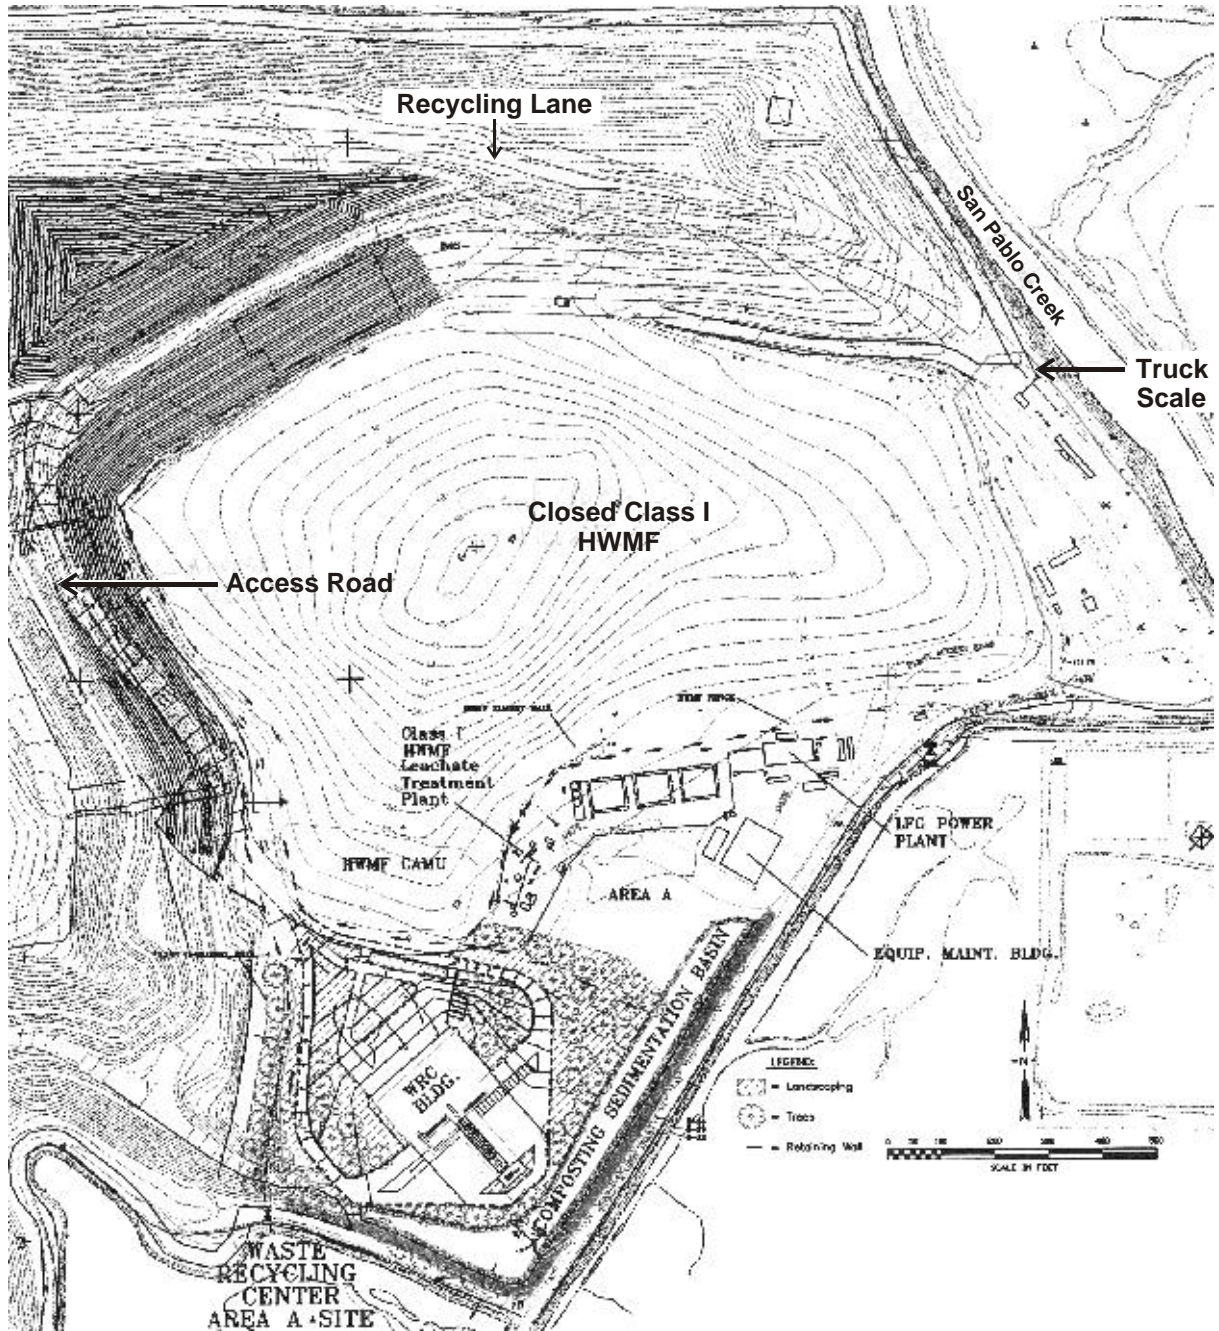 Recycling Lane
San Pablo Creek
Truck
Scale
Closed Class I
HWMF
Access Road
Class I
HWMF
Leachate
Treatment
Plant
LFG POWER
PLANT
HWMF CAMU
AREA A
EQUIP. MAINT. BLDG.
COMPOSTING SEDIMENTATION BASIN
WRC
BLDG.
LEGEND:
= Landscaping
= Trees
= Retaining Wall
N
SCALE IN FEET
WASTE
RECYCLING
CENTER
AREA A SITE